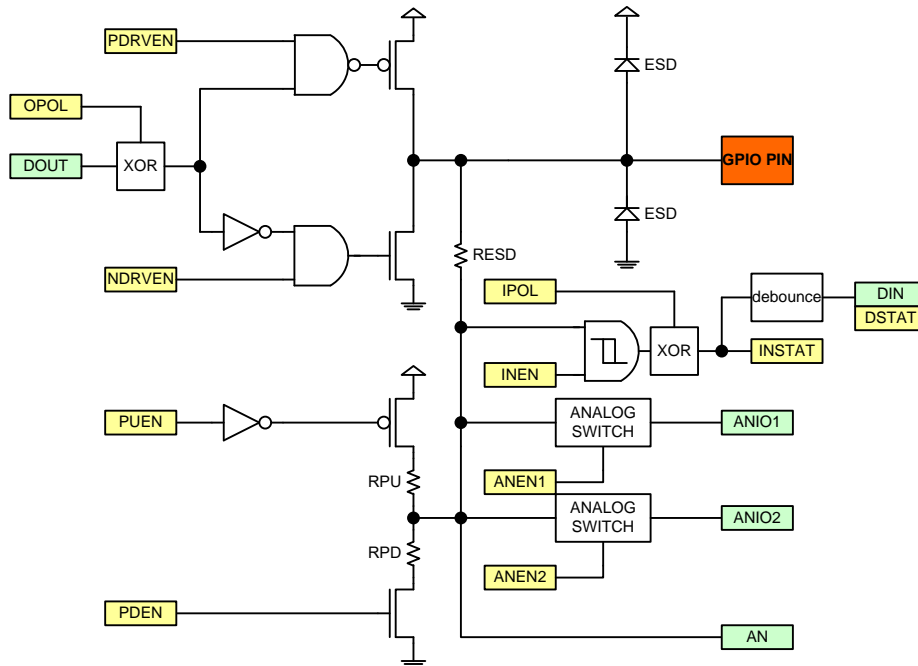 PDRVEN
ESD
OPOL
XOR
DOUT
GPIO PIN
ESD
RESD
NDRVEN
IPOL
debounce
DIN
DSTAT
XOR
INSTAT
INEN
PUEN
ANALOG
SWITCH
ANIO1
RPU
ANEN1
ANALOG
SWITCH
ANIO2
RPD
ANEN2
PDEN
AN